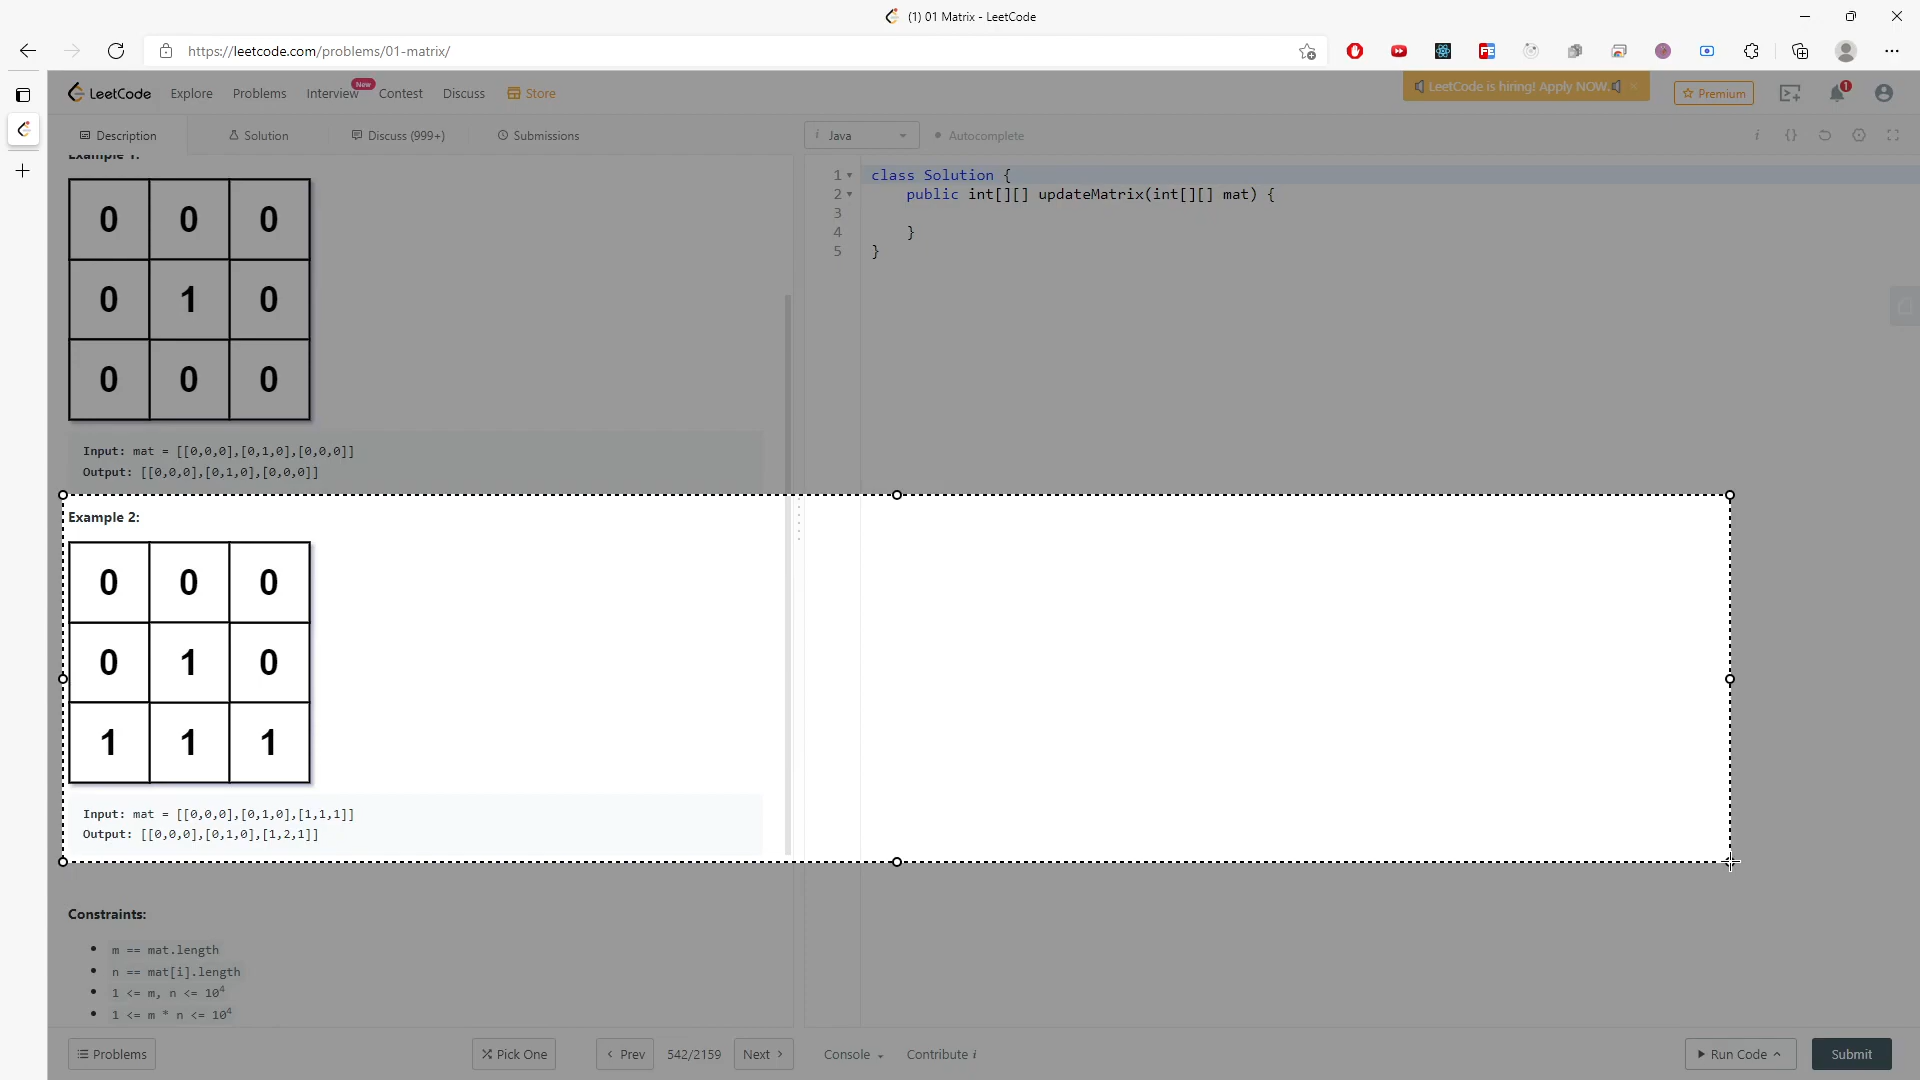 (1) 01 Matrix - LeetCode
https://leetcode.com/problems/01-matrix/
LeetCode Explore Problems Interview New Contest Discuss Store
LeetCode is hiring! Apply NOW.
Premium
1
Description Solution Discuss (999+) Submissions
i Java Autocomplete
i {}
Example 1:
0 0 0
0 1 0
0 0 0
Input: mat = [[0,0,0],[0,1,0],[0,0,0]]
Output: [[0,0,0],[0,1,0],[0,0,0]]
Example 2:
0 0 0
0 1 0
1 1 1
Input: mat = [[0,0,0],[0,1,0],[1,1,1]]
Output: [[0,0,0],[0,1,0],[1,2,1]]
Constraints:
m == mat.length
n == mat[i].length
1 <= m, n <= 10⁴
1 <= m * n <= 10⁴
1 class Solution {
2 public int[][] updateMatrix(int[][] mat) {
3
4 }
5 }
Problems Pick One Prev 542/2159 Next Console Contribute i Run Code Submit